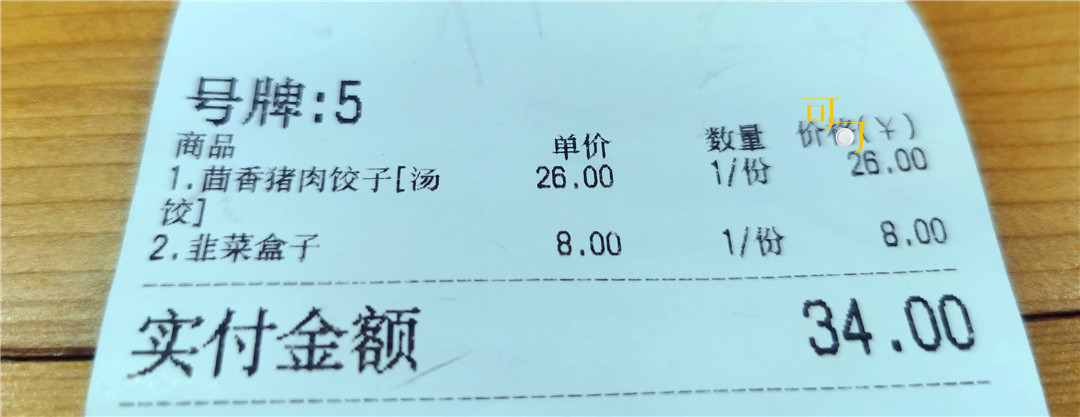 号牌:5
商品 单价 数量 价格(¥)
1.茴香猪肉饺子[汤 26.00 1/份 26.00
饺]
2.韭菜盒子 8.00 1/份 8.00
实付金额 34.00
可可